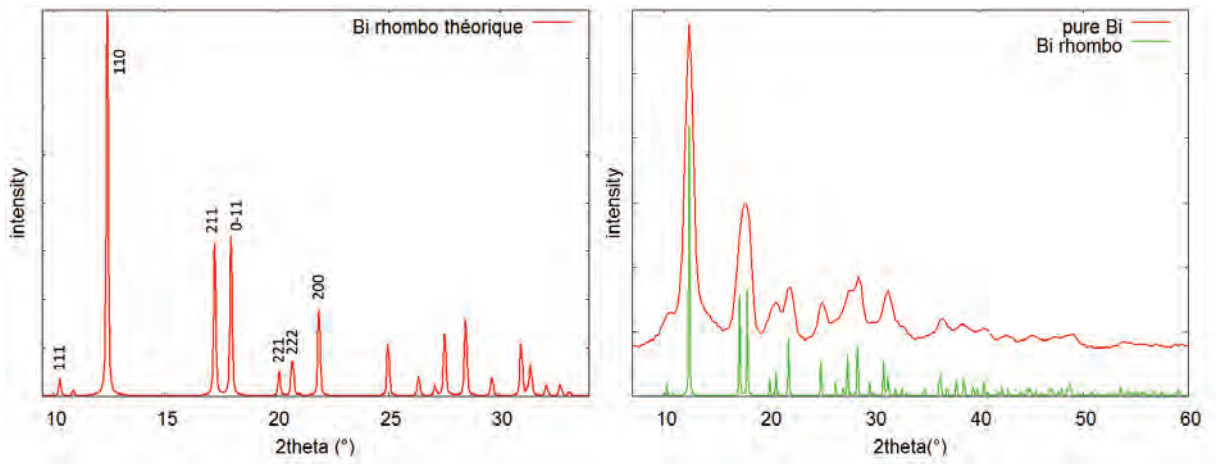 Bi rhombo théorique
110
211
0-11
200
221
222
111
intensity
10
15
20
25
30
2theta (°)
pure Bi
Bi rhombo
intensity
10
20
30
40
50
60
2theta(°)